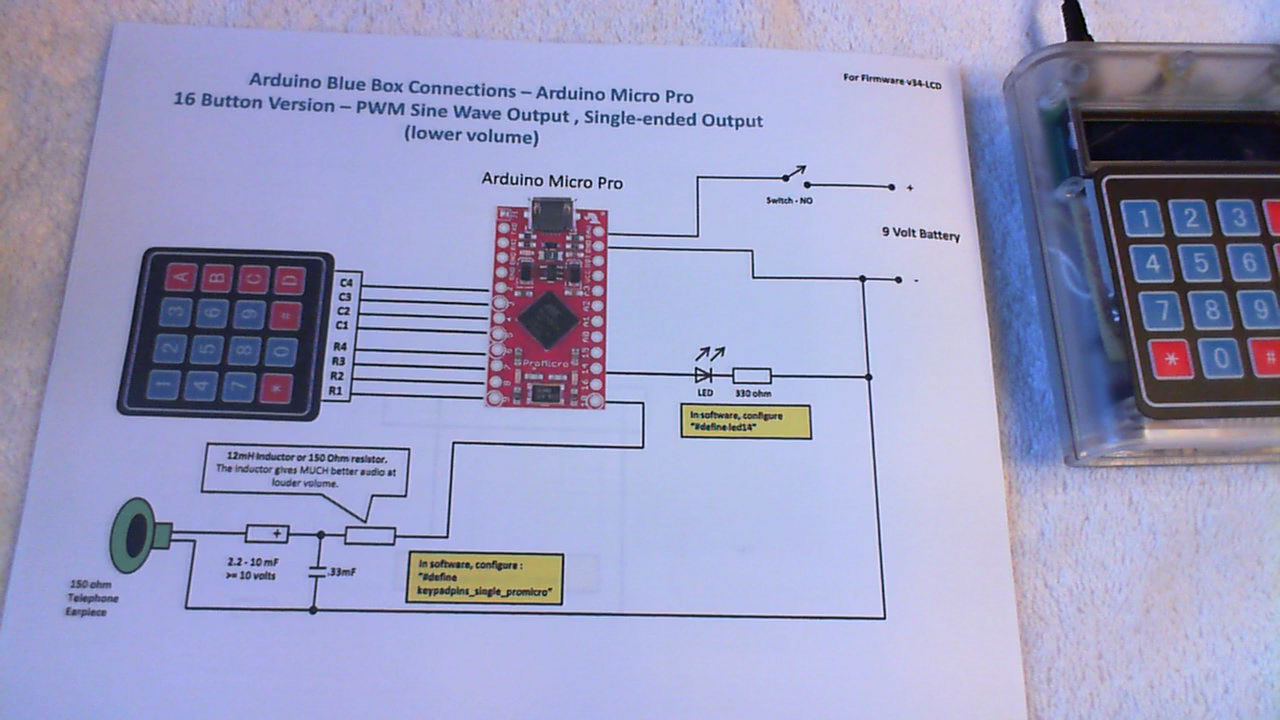 Arduino Blue Box Connections – Arduino Micro Pro
16 Button Version – PWM Sine Wave Output , Single-ended Output
(lower volume)
For Firmware v34-LCD
Arduino Micro Pro
Switch - NO
+
9 Volt Battery
-
A B C D
3 6 9 #
2 5 8 0
1 4 7 *
C4
C3
C2
C1
R4
R3
R2
R1
ProMicro
LED
330 ohm
In software, configure
"#define led14"
12mH Inductor or 150 Ohm resistor.
The inductor gives MUCH better audio at
louder volume.
+
2.2 - 10 mF
>= 10 volts
.33mF
In software, configure :
"#define
keypadpins_single_promicro"
150 ohm
Telephone
Earpiece
1 2 3
4 5 6
7 8 9
* 0 #